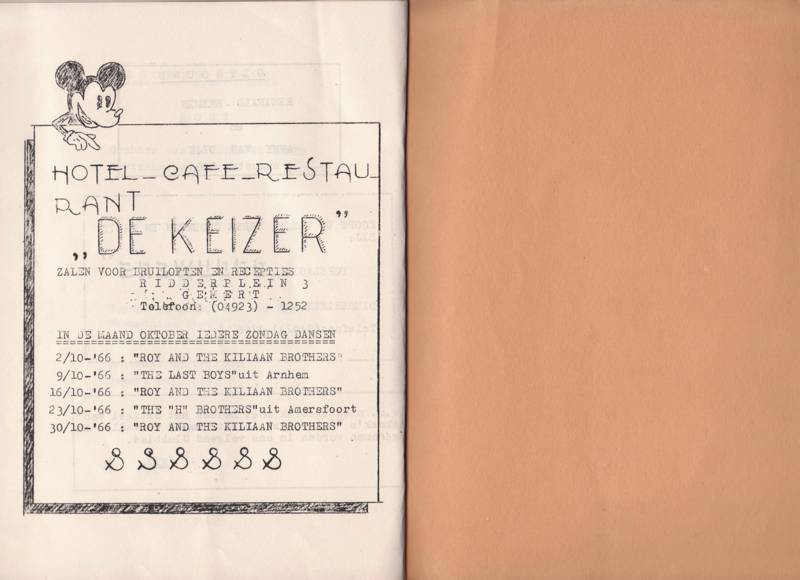 HOTEL_CAFE_RESTAU_
RANT
„DE KEIZER”
ZALEN VOOR BRUILOFTEN EN RECEPTIES
RIDDERPLEIN 3
GEMERT
Telefoon: (04923) - 1252
IN DE MAAND OKTOBER IEDERE ZONDAG DANSEN
2/10-'66 : "ROY AND THE KILIAAN BROTHERS"
9/10-'66 : "THE LAST BOYS"uit Arnhem
16/10-'66 : "ROY AND THE KILIAAN BROTHERS"
23/10-'66 : "THE "H" BROTHERS"uit Amersfoort
30/10-'66 : "ROY AND THE KILIAAN BROTHERS"
S S S S S S